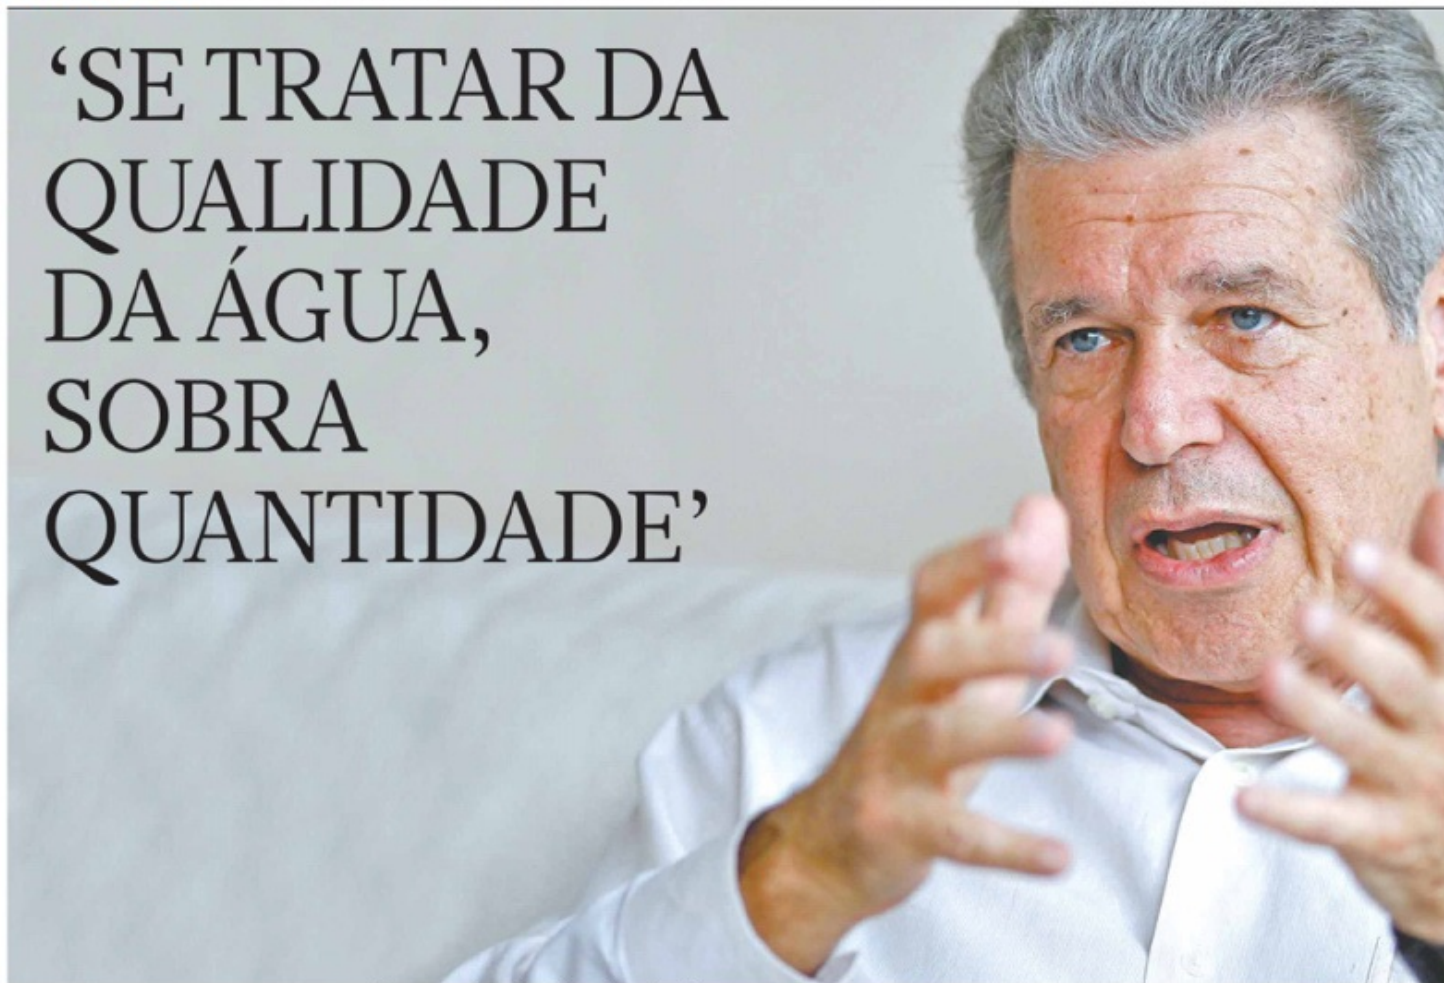 ‘SE TRATAR DA
QUALIDADE
DA ÁGUA,
SOBRA
QUANTIDADE’